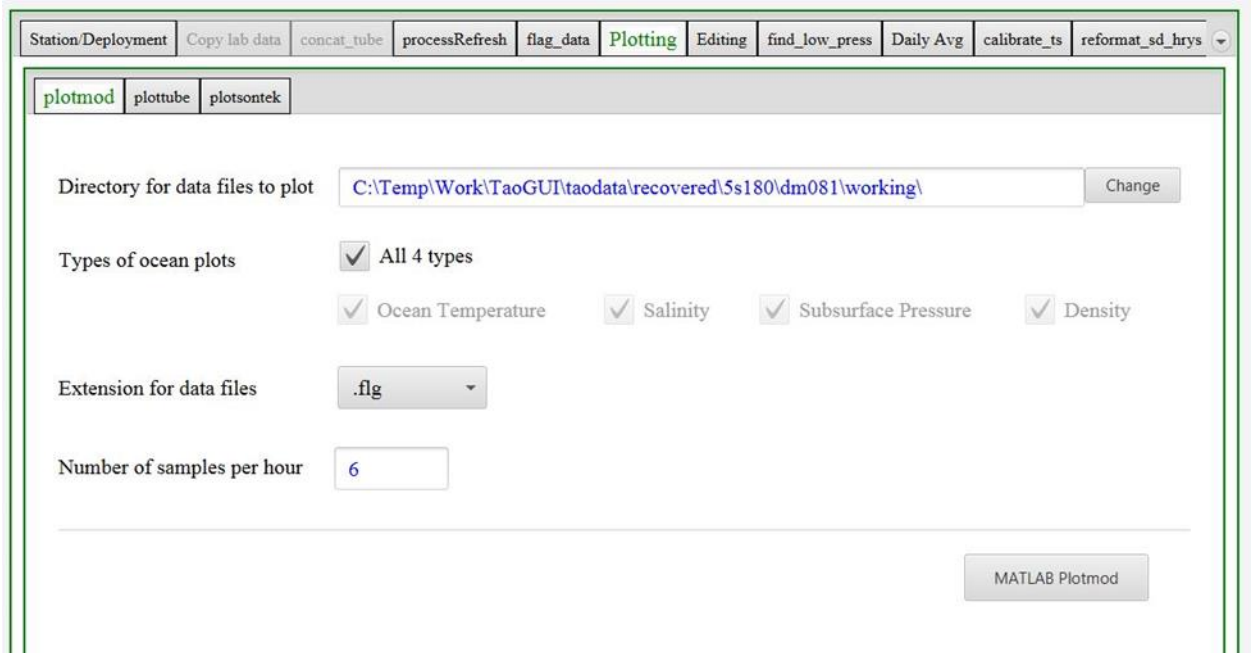 Station/Deployment Copy lab data concat_tube processRefresh flag_data Plotting Editing find_low_press Daily Avg calibrate_ts reformat_sd_hrys
plotmod plottube plotsontek
Directory for data files to plot C:\Temp\Work\TaoGUI\taodata\recovered\5s180\dm081\working\ Change
Types of ocean plots All 4 types
Ocean Temperature Salinity Subsurface Pressure Density
Extension for data files .flg
Number of samples per hour 6
MATLAB Plotmod